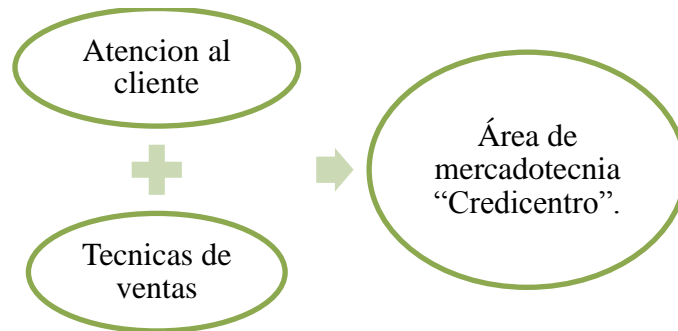 Atencion al
cliente
Tecnicas de
ventas
Área de
mercadotecnia
“Credicentro”.